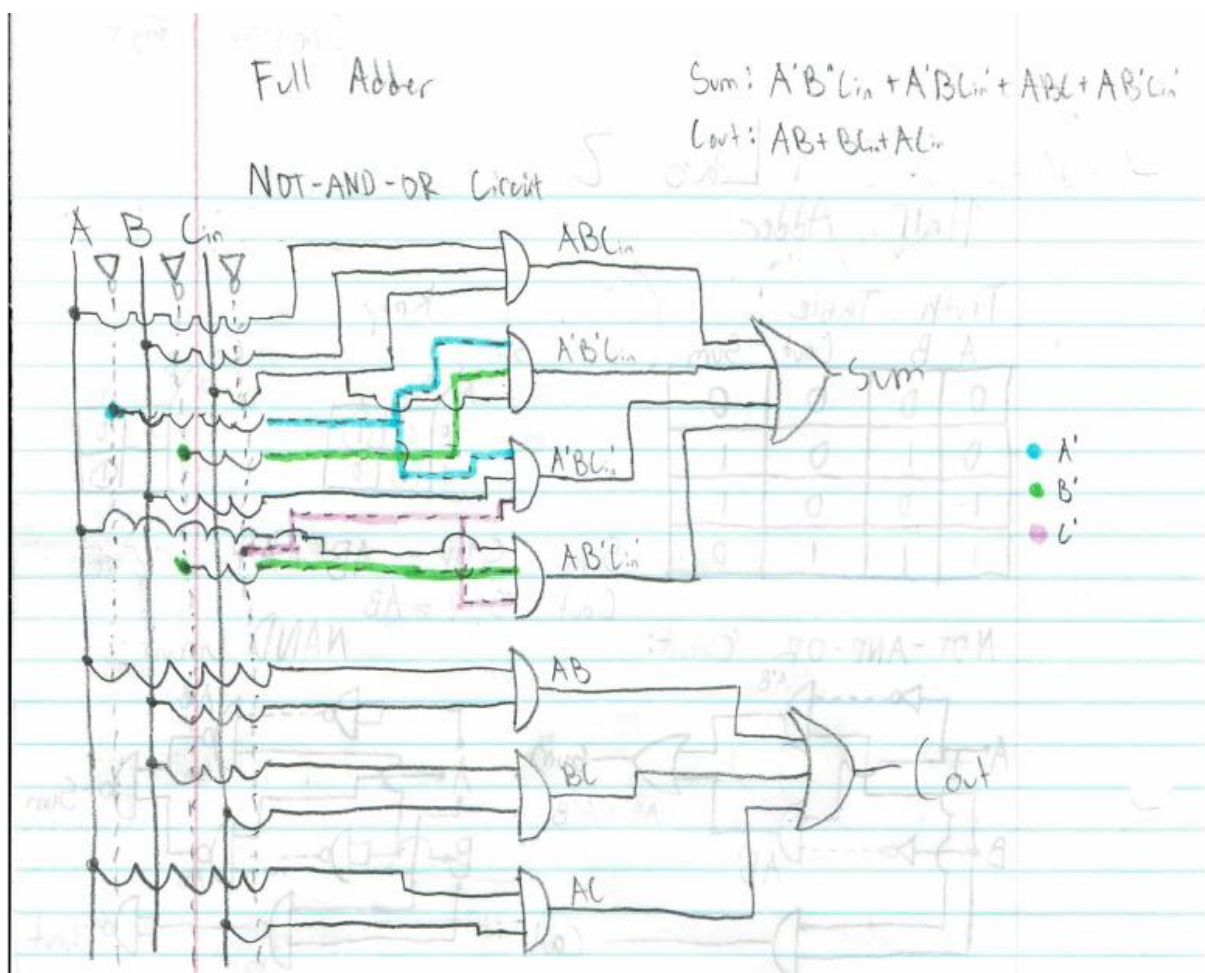 Full Adder
Sum: A'B'Cin + A'BCin' + ABC + AB'Cin'
Cout: AB + BCin + ACin
NOT-AND-OR Circuit
A B Cin
ABCin
A'B'Cin
Sum
A'BCin'
A'
B'
C'
AB'Cin'
AB
BC
Cout
AC